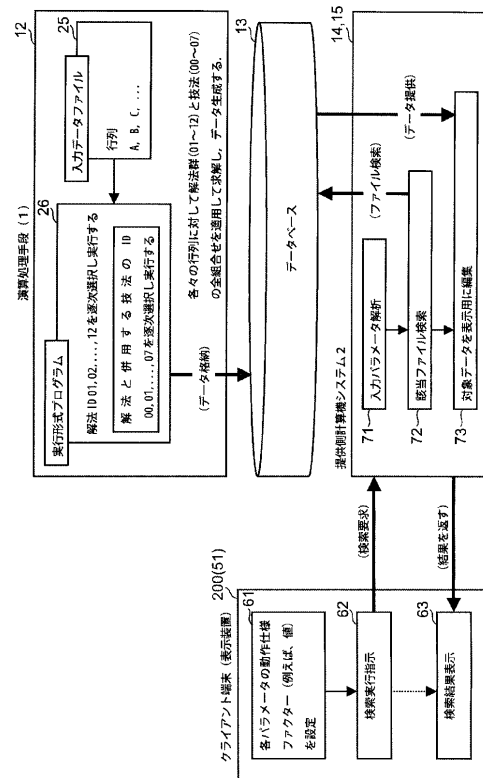 12
演算処理手段 (1)
26
実行形式プログラム
解法 ID 01, 02, . . . , 12 を逐次選択し実行する
解法と併用する技法の ID
00, 01, . . . , 07 を逐次選択し実行する
25
入力データファイル
行列
A, B, C, ...
各々の行列に対して解法群(01〜12)と技法(00〜07)
の全組合せを適用して求解し, データ生成する.
(データ格納)
13
データベース
(ファイル検索)
(データ提供)
14, 15
提供側計算機システム 2
71
入力パラメータ解析
72
該当ファイル検索
73
対象データを表示用に編集
(検索要求)
(結果を返す)
200(51)
クライアント端末 (表示装置)
61
各パラメータの動作仕様
ファクター (例えば、値)
を設定
62
検索実行指示
63
検索結果表示